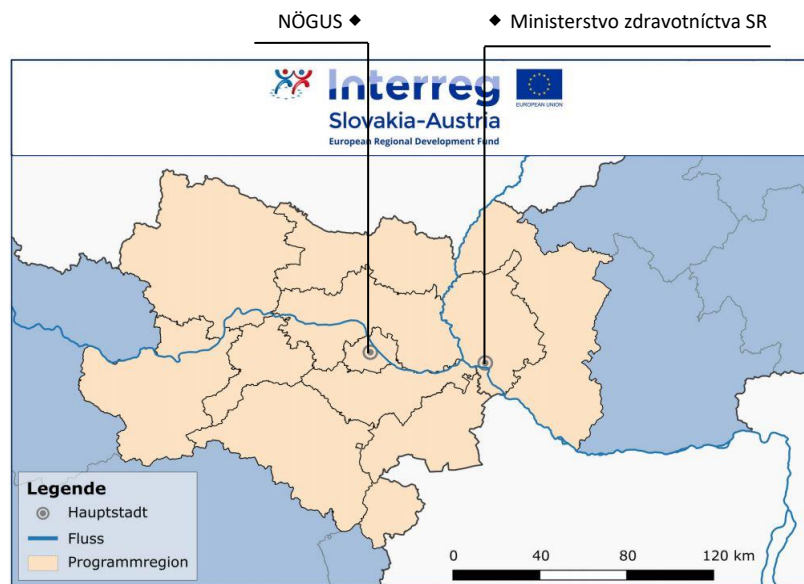 NÖGUS ◆
◆ Ministerstvo zdravotníctva SR
Interreg
EUROPEAN UNION
Slovakia-Austria
European Regional Development Fund
Legende
Hauptstadt
Fluss
Programmregion
0 40 80 120 km